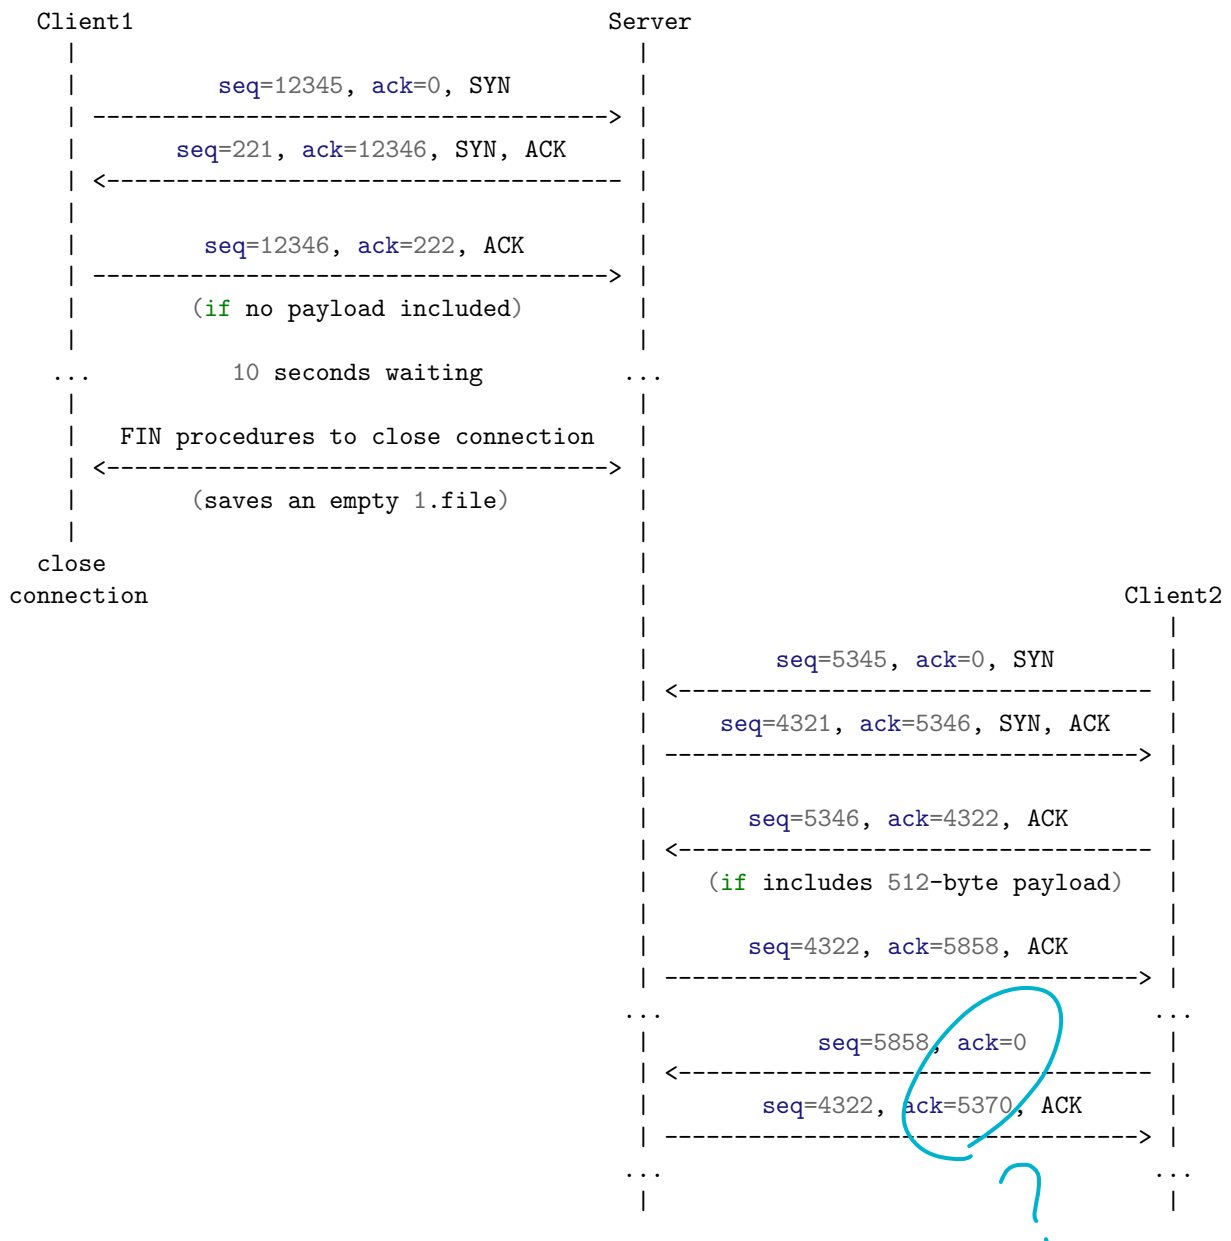 Client1 Server
| |
| seq=12345, ack=0, SYN |
| -------------------------------------> |
| seq=221, ack=12346, SYN, ACK |
| <------------------------------------- |
| |
| seq=12346, ack=222, ACK |
| -------------------------------------> |
| (if no payload included) |
| |
... 10 seconds waiting ...
| |
| FIN procedures to close connection |
| <------------------------------------> |
| (saves an empty 1.file) |
| |
close |
connection | Client2
| |
| seq=5345, ack=0, SYN |
| <---------------------------------- |
| seq=4321, ack=5346, SYN, ACK |
| ----------------------------------> |
| |
| seq=5346, ack=4322, ACK |
| <---------------------------------- |
| (if includes 512-byte payload) |
| |
| seq=4322, ack=5858, ACK |
| ----------------------------------> |
... ...
| seq=5858, ack=0 |
| <---------------------------------- |
| seq=4322, ack=5370, ACK |
| ----------------------------------> |
... ...
| |
?